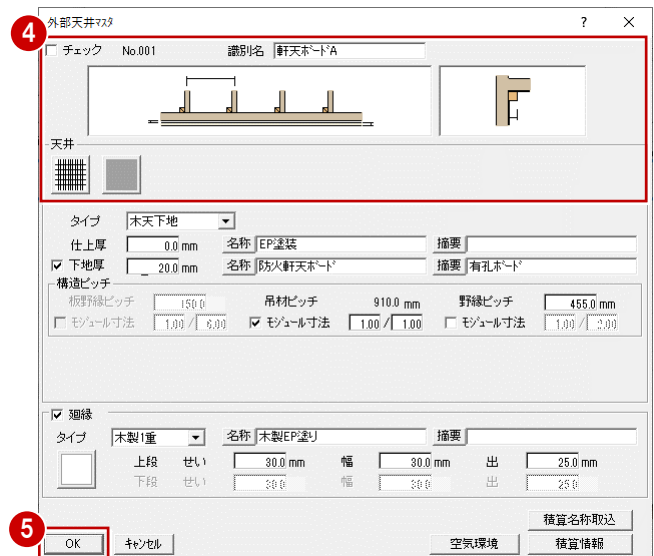 外部天井マスタ ? ×
4
チェック No.001 識別名 軒天ボードA
天井
タイプ 木天下地
仕上厚 0.0 mm 名称 EP塗装 摘要
下地厚 20.0 mm 名称 防火軒天ボード 摘要 有孔ボード
構造ピッチ
板野縁ピッチ 150.0 吊材ピッチ 910.0 mm 野縁ピッチ 455.0 mm
モジュール寸法 1.00 / 6.00 モジュール寸法 1.00 / 1.00 モジュール寸法 1.00 / 2.00
廻縁
タイプ 木製1重 名称 木製EP塗り 摘要
上段 せい 30.0 mm 幅 30.0 mm 出 25.0 mm
下段 せい 30.0 幅 30.0 出 25.0
積算名称取込
5
OK キャンセル 空気環境 積算情報